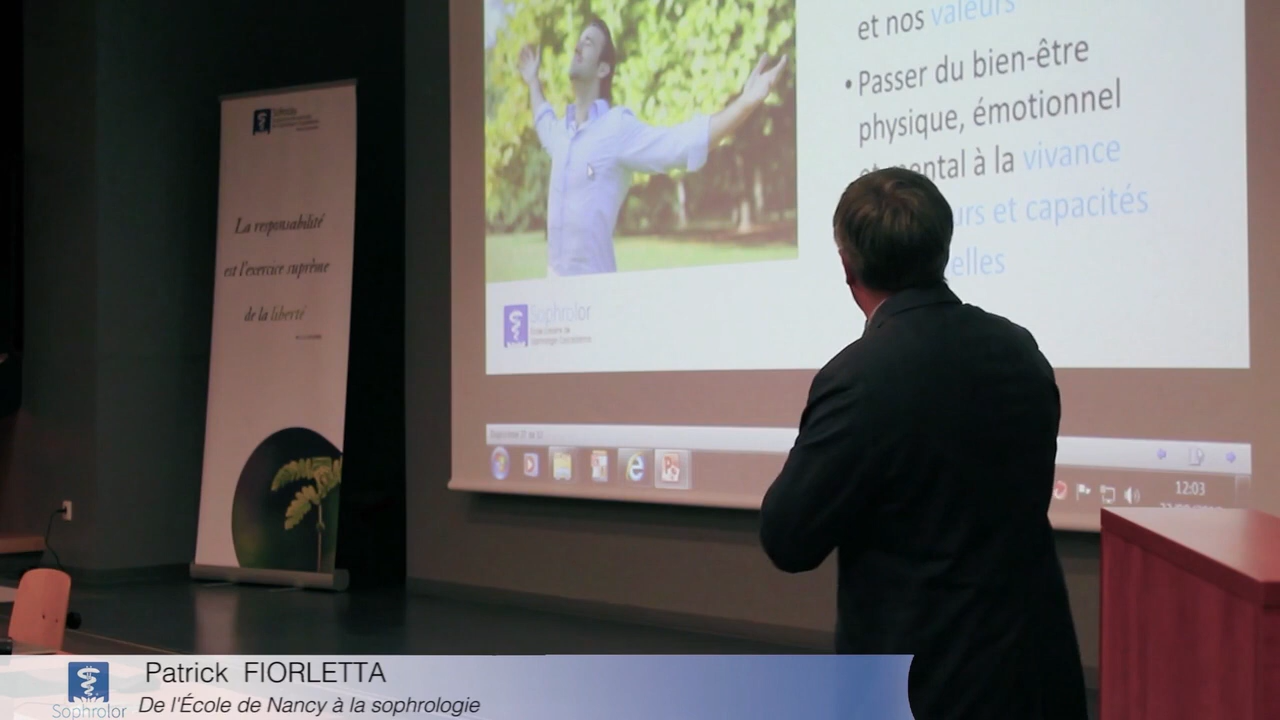 La responsabilité
est l'exercice suprême
de la liberté
et nos valeurs
• Passer du bien-être
physique, émotionnel
mental à la vivance
et capacités
Sophrolor
12:03
Patrick FIORLETTA
De l'École de Nancy à la sophrologie
Sophrolor